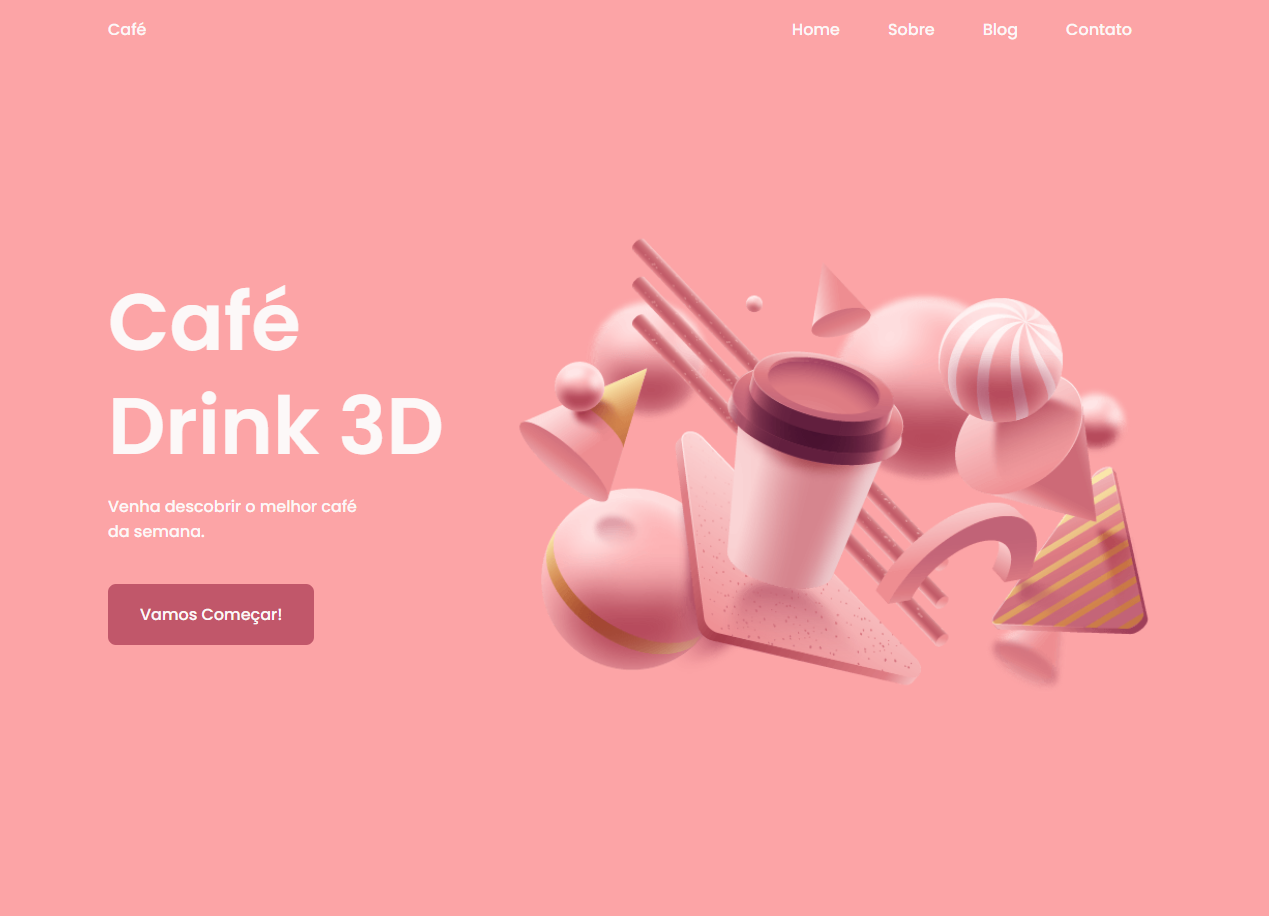 Café
Home Sobre Blog Contato
Café
Drink 3D
Venha descobrir o melhor café
da semana.
Vamos Começar!